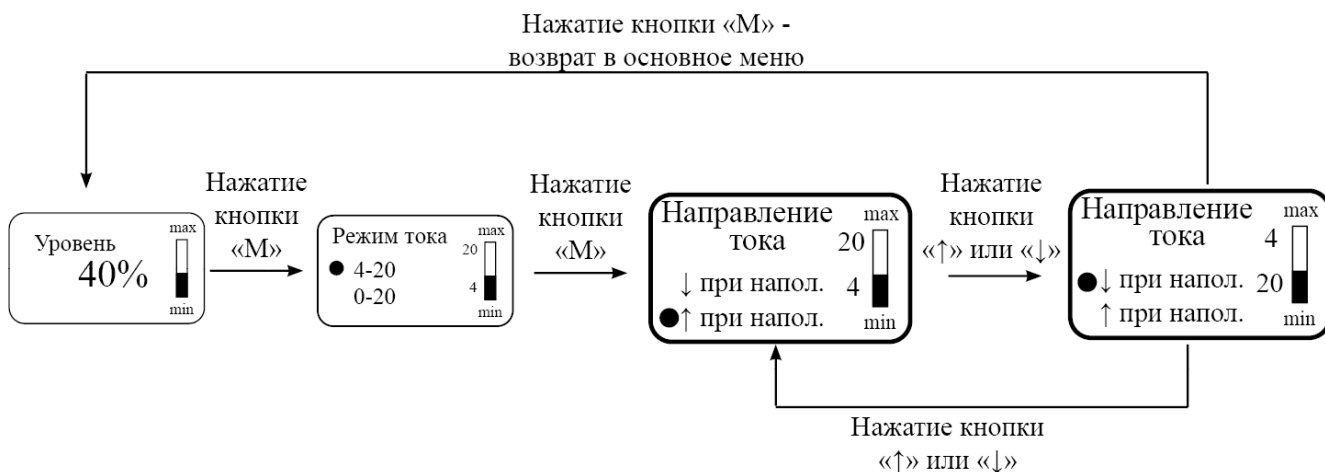 Нажатие кнопки «М» -
возврат в основное меню
Нажатие
кнопки
«М»
Нажатие
кнопки
«М»
Нажатие
кнопки
«↑» или «↓»
Уровень
40%
max
min
Режим тока
● 4-20
0-20
max
20
4
min
Направление
тока
↓ при напол.
●↑ при напол.
max
20
4
min
Направление
тока
●↓ при напол.
↑ при напол.
max
4
20
min
Нажатие кнопки
«↑» или «↓»